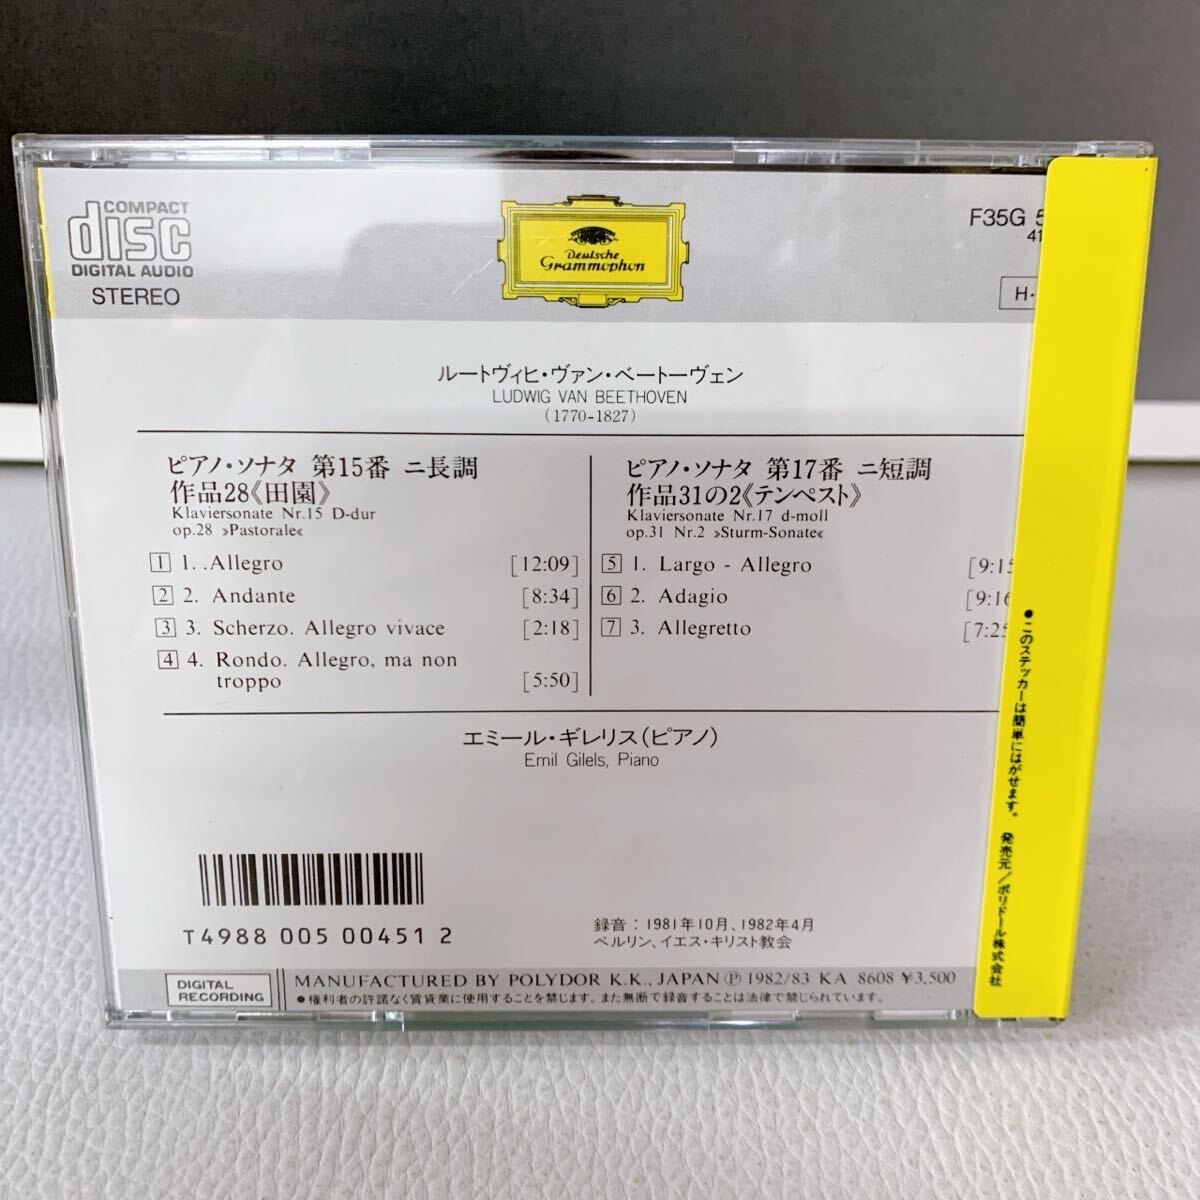 COMPACT
disc
DIGITAL AUDIO
STEREO
Deutsche
Grammophon
F35G
ルートヴィヒ・ヴァン・ベートーヴェン
LUDWIG VAN BEETHOVEN
(1770-1827)
ピアノ・ソナタ 第15番 ニ長調
作品28《田園》
Klaviersonate Nr.15 D-dur
op.28 »Pastorale«
1 1. .Allegro [12:09]
2 2. Andante [8:34]
3 3. Scherzo. Allegro vivace [2:18]
4 4. Rondo. Allegro, ma non
troppo [5:50]
ピアノ・ソナタ 第17番 ニ短調
作品31の2《テンペスト》
Klaviersonate Nr.17 d-moll
op.31 Nr.2 »Sturm-Sonate«
5 1. Largo - Allegro [9:15
6 2. Adagio [9:16
7 3. Allegretto [7:25
エミール・ギレリス(ピアノ)
Emil Gilels, Piano
T4988 005 00451 2
録音：1981年10月、1982年4月
ベルリン、イエス・キリスト教会
DIGITAL
RECORDING
MANUFACTURED BY POLYDOR K.K., JAPAN Ⓟ 1982/83 KA 8608 ¥3,500
●権利者の許諾なく賃貸業に使用することを禁じます。また無断で録音することは法律で禁じられています。
●このステッカーは簡単にはがせます。 発売元/ポリドール株式会社